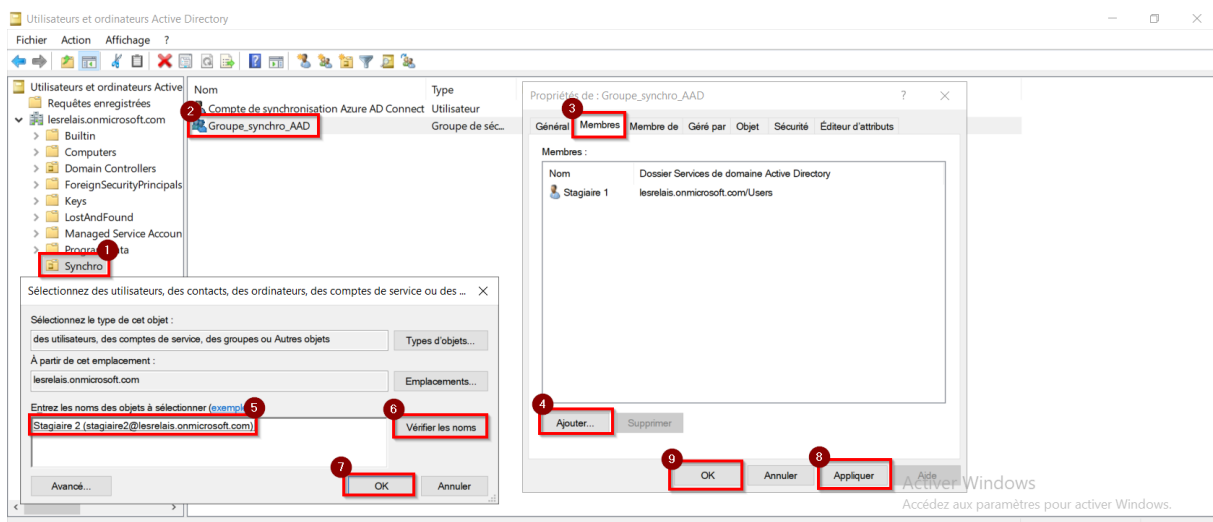 Utilisateurs et ordinateurs Active Directory
Fichier Action Affichage ?
Utilisateurs et ordinateurs Active
Requêtes enregistrées
lesrelais.onmicrosoft.com
Builtin
Computers
Domain Controllers
ForeignSecurityPrincipals
Keys
LostAndFound
Managed Service Accoun
1
Synchro
Nom Type
2
Compte de synchronisation Azure AD Connect Utilisateur
Groupe_synchro_AAD Groupe de séc...
Propriétés de : Groupe_synchro_AAD ? ×
3
Général Membres Membre de Géré par Objet Sécurité Éditeur d'attributs
Membres :
Nom Dossier Services de domaine Active Directory
Stagiaire 1 lesrelais.onmicrosoft.com/Users
4
Ajouter... Supprimer
9 8
OK Annuler Appliquer Aide
Sélectionnez des utilisateurs, des contacts, des ordinateurs, des comptes de service ou des ... ×
Sélectionnez le type de cet objet :
des utilisateurs, des comptes de service, des groupes ou Autres objets Types d'objets...
À partir de cet emplacement :
lesrelais.onmicrosoft.com Emplacements...
Entrez les noms des objets à sélectionner 5 6
Stagiaire 2 (stagiaire2@lesrelais.onmicrosoft.com) Vérifier les noms
7
Avancé... OK Annuler
Activer Windows
Accédez aux paramètres pour activer Windows.